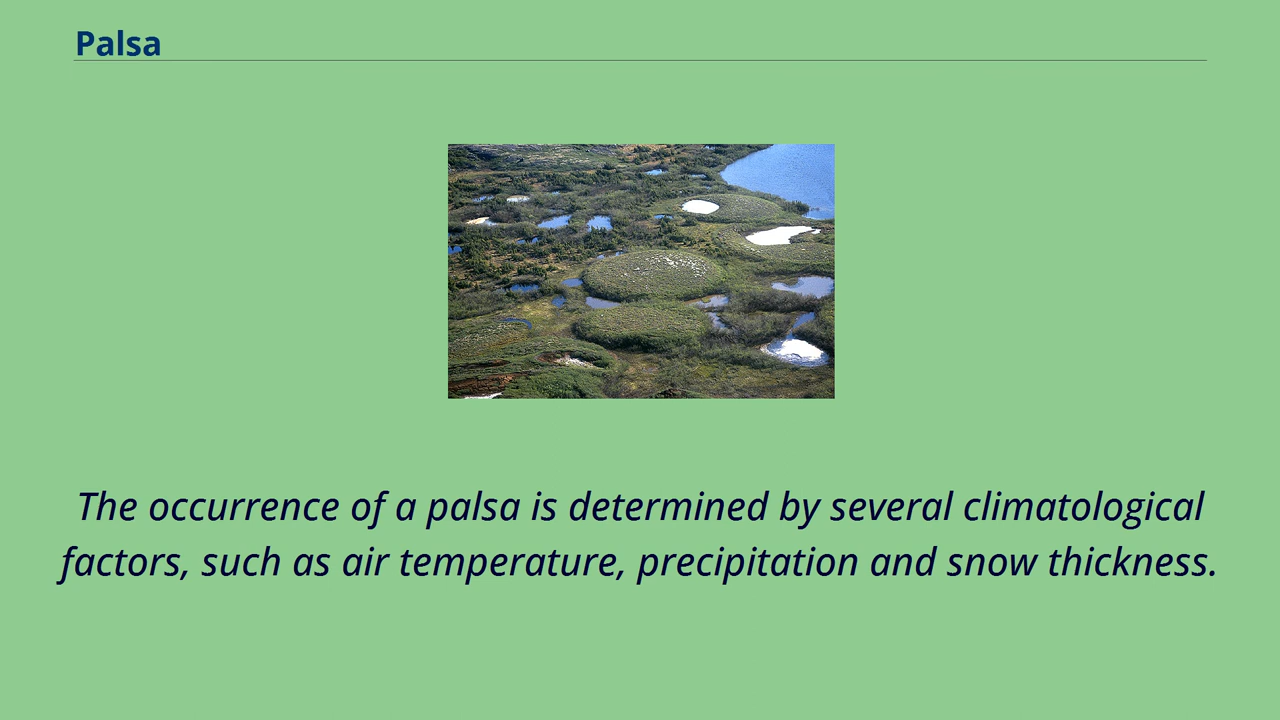 Palsa
The occurrence of a palsa is determined by several climatological
factors, such as air temperature, precipitation and snow thickness.